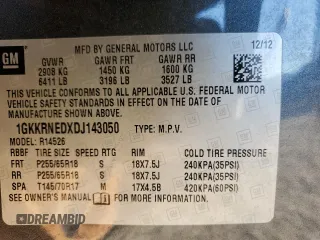 GM
MFD BY GENERAL MOTORS LLC 12/12
GVWR GAWR FRT GAWR RR
2908 KG 1450 KG 1600 KG
6411 LB 3196 LB 3527 LB
THIS VEHICLE CONFORMS TO ALL APPLICABLE U.S. FEDERAL MOTOR
VEHICLE SAFETY AND THEFT PREVENTION STANDARDS IN EFFECT ON THE DATE OF
MANUFACTURE SHOWN ABOVE.
1GKKRNEDXDJ143050 TYPE: M.P.V.
MODEL: R14526
TIRE SIZE SPEED RTG RIM COLD TIRE PRESSURE
FRT P255/65R18 S 18X7.5J 240KPA(35PSI)
RR P255/65R18 S 18X7.5J 240KPA(35PSI)
SPA T145/70R17 M 17X4.5B 420KPA(60PSI)
SEE OWNER'S MANUAL FOR MORE INFORMATION.
DREAMBID